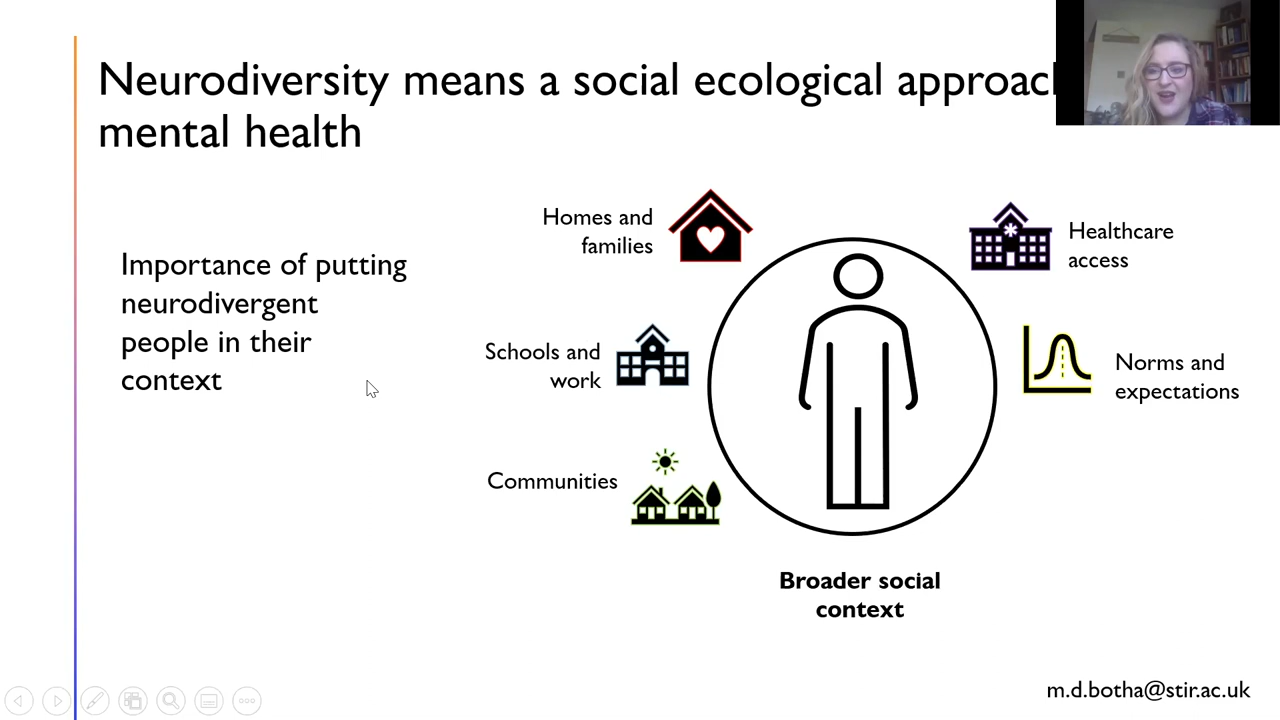 Neurodiversity means a social ecological approach
mental health
Importance of putting
neurodivergent
people in their
context
Homes and
families
Schools and
work
Communities
Healthcare
access
Norms and
expectations
Broader social
context
m.d.botha@stir.ac.uk